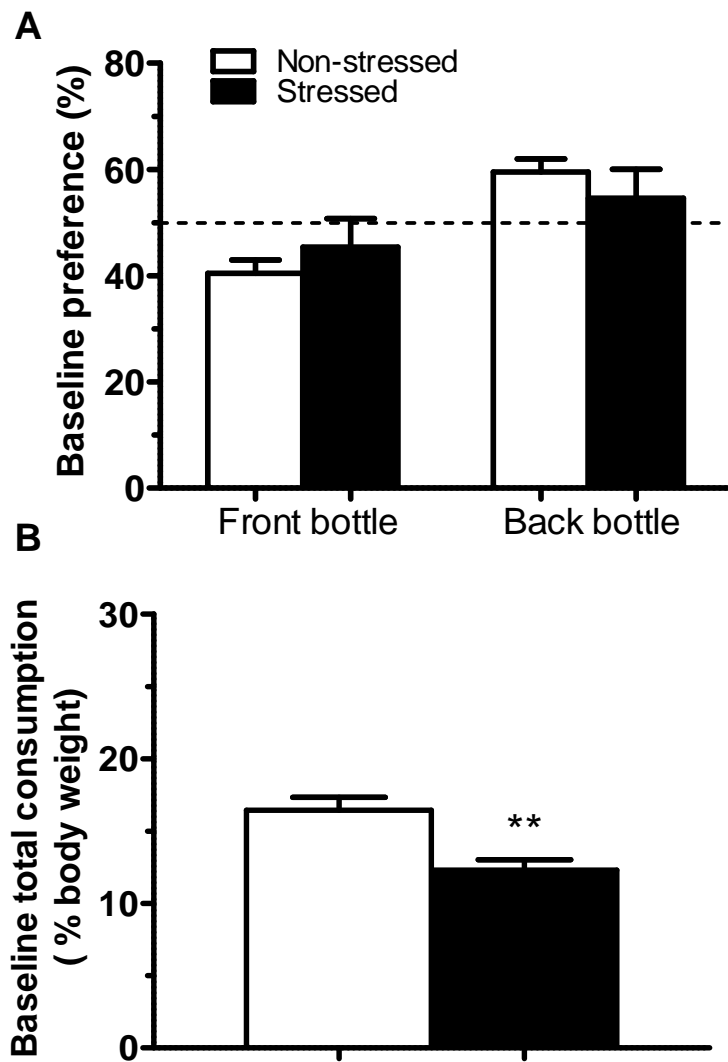 A
80
60
40
20
0
Baseline preference (%)
Non-stressed
Stressed
Front bottle Back bottle
B
30
20
10
0
Baseline total consumption
( % body weight)
**